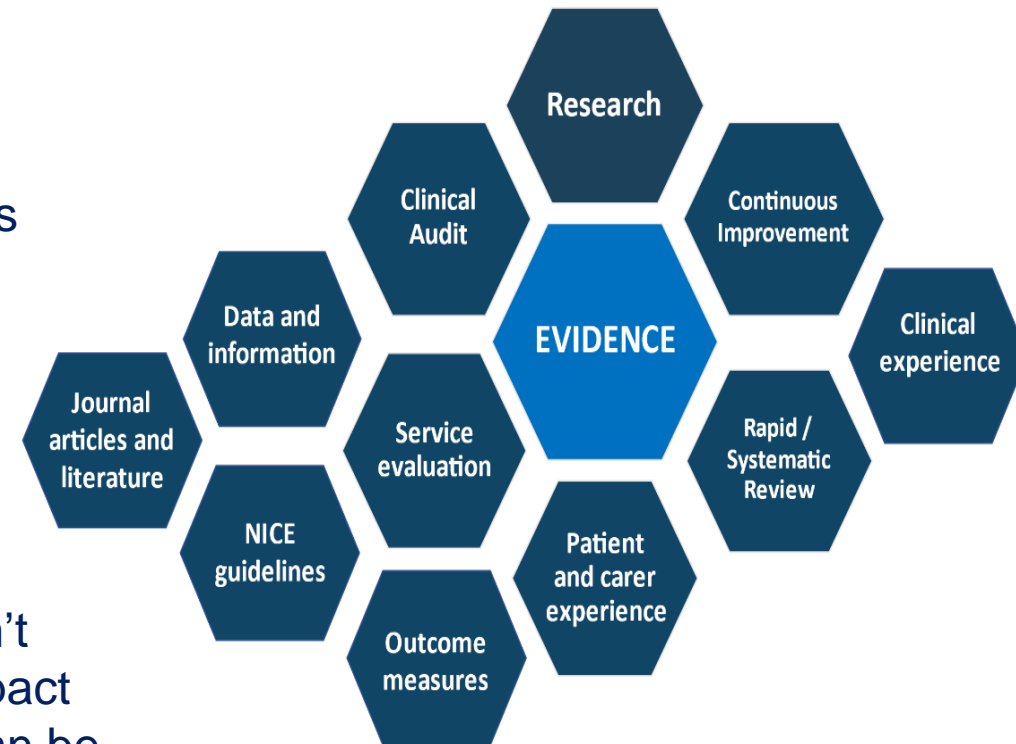 Research
Clinical
Audit
Continuous
Improvement
Data and
information
EVIDENCE
Clinical
experience
Journal
articles and
literature
Service
evaluation
Rapid /
Systematic
Review
NICE
guidelines
Patient
and carer
experience
Outcome
measures